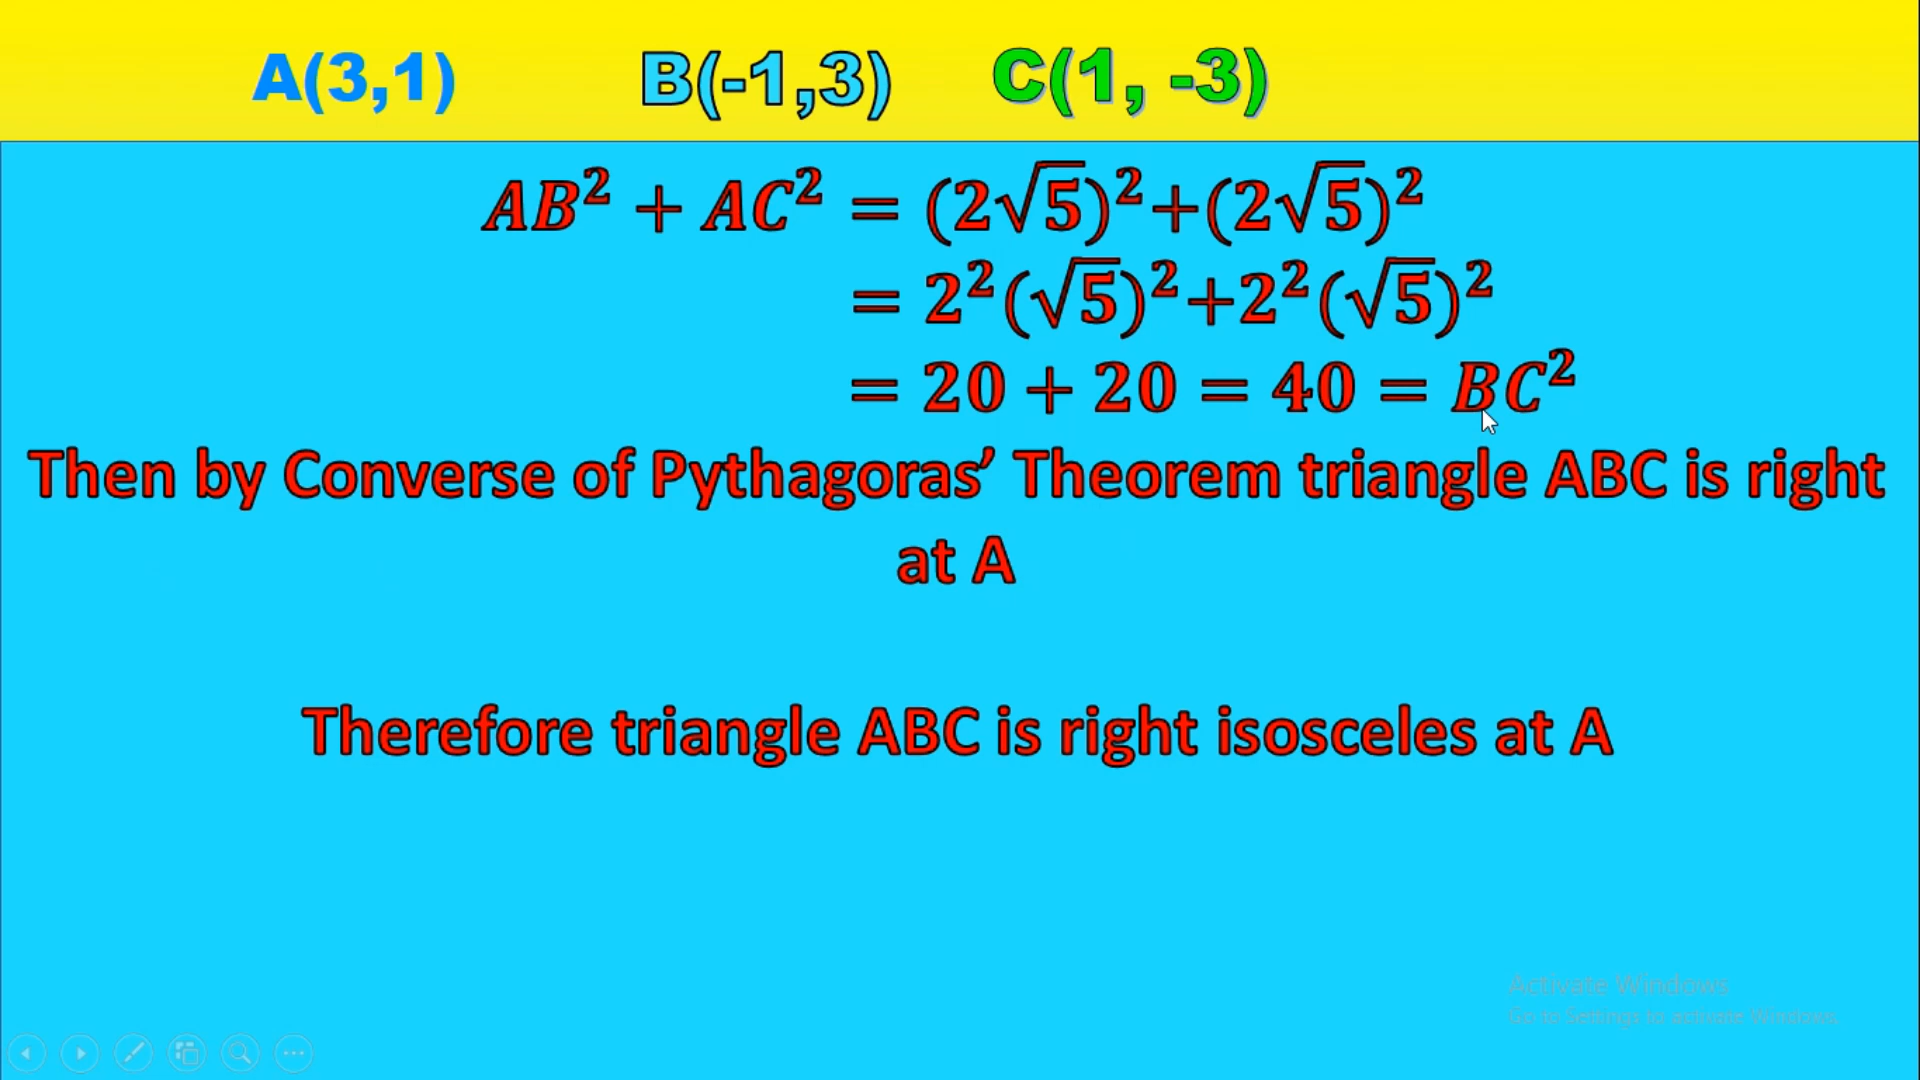 A(3,1) B(-1,3) C(1, -3)
AB² + AC² = (2√5)²+(2√5)²
= 2²(√5)²+2²(√5)²
= 20 + 20 = 40 = BC²
Then by Converse of Pythagoras’ Theorem triangle ABC is right
at A
Therefore triangle ABC is right isosceles at A
Activate Windows
Go to Settings to activate Windows.